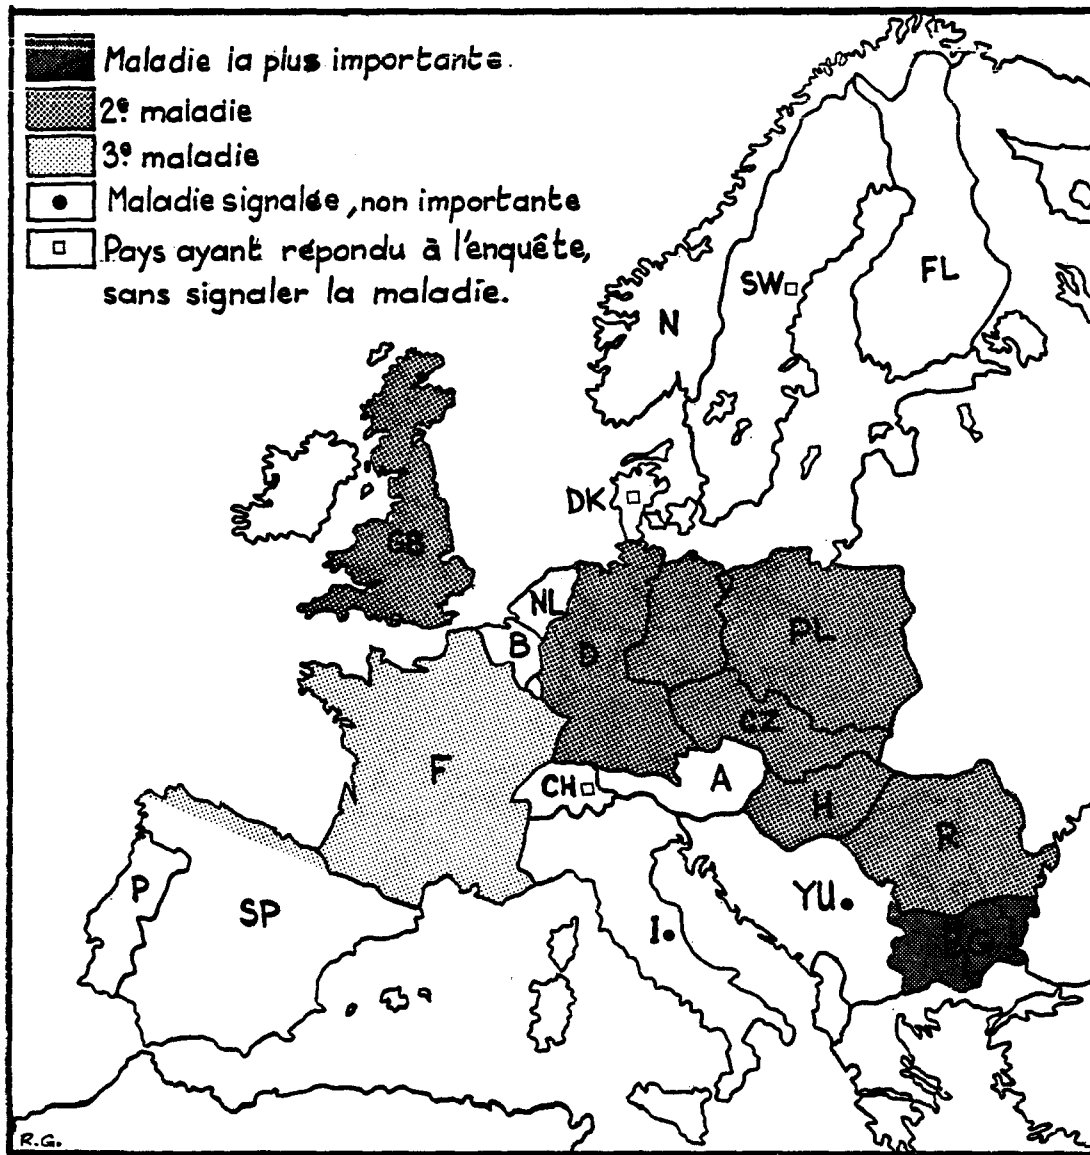 Maladie la plus importante.
2e maladie
3e maladie
Maladie signalée, non importante
Pays ayant répondu à l'enquête,
sans signaler la maladie.
FL
SW
N
DK
GB
NL
PL
B
D
CZ
F
A
CH
H
R
P
SP
YU
I
BG
R.G.